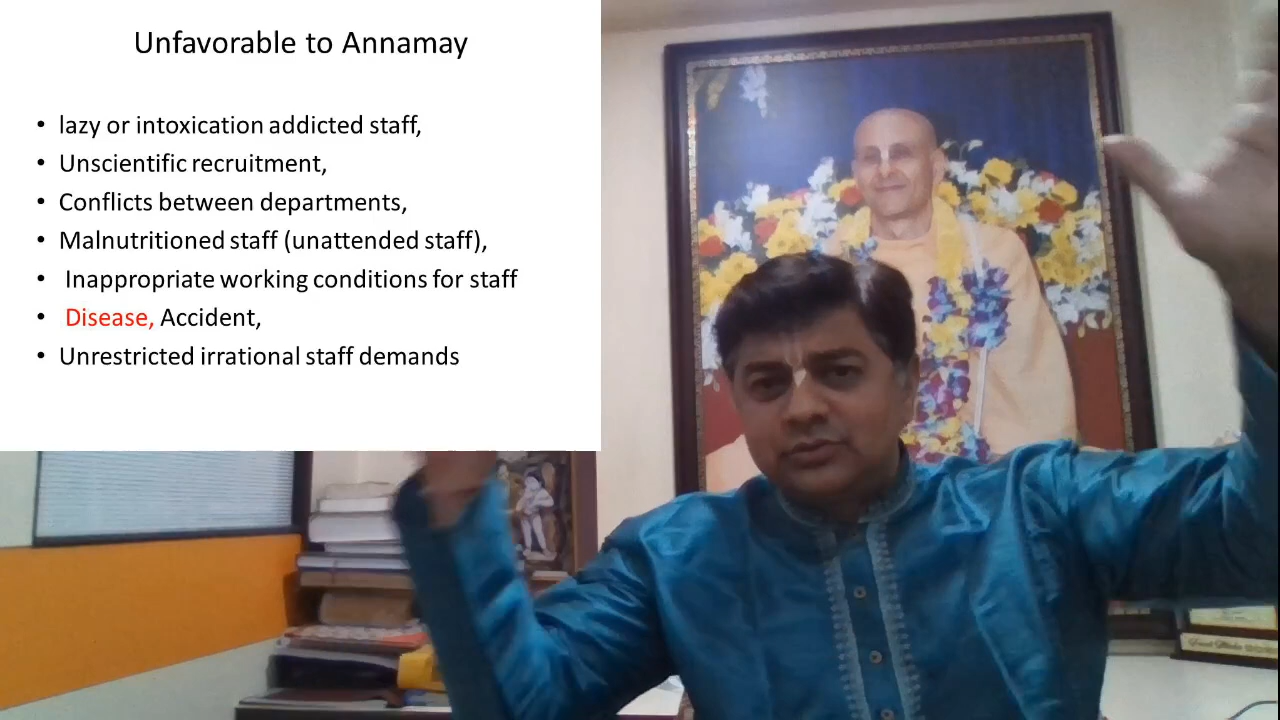 Unfavorable to Annamay
• lazy or intoxication addicted staff,
• Unscientific recruitment,
• Conflicts between departments,
• Malnutritioned staff (unattended staff),
• Inappropriate working conditions for staff
• Disease, Accident,
• Unrestricted irrational staff demands